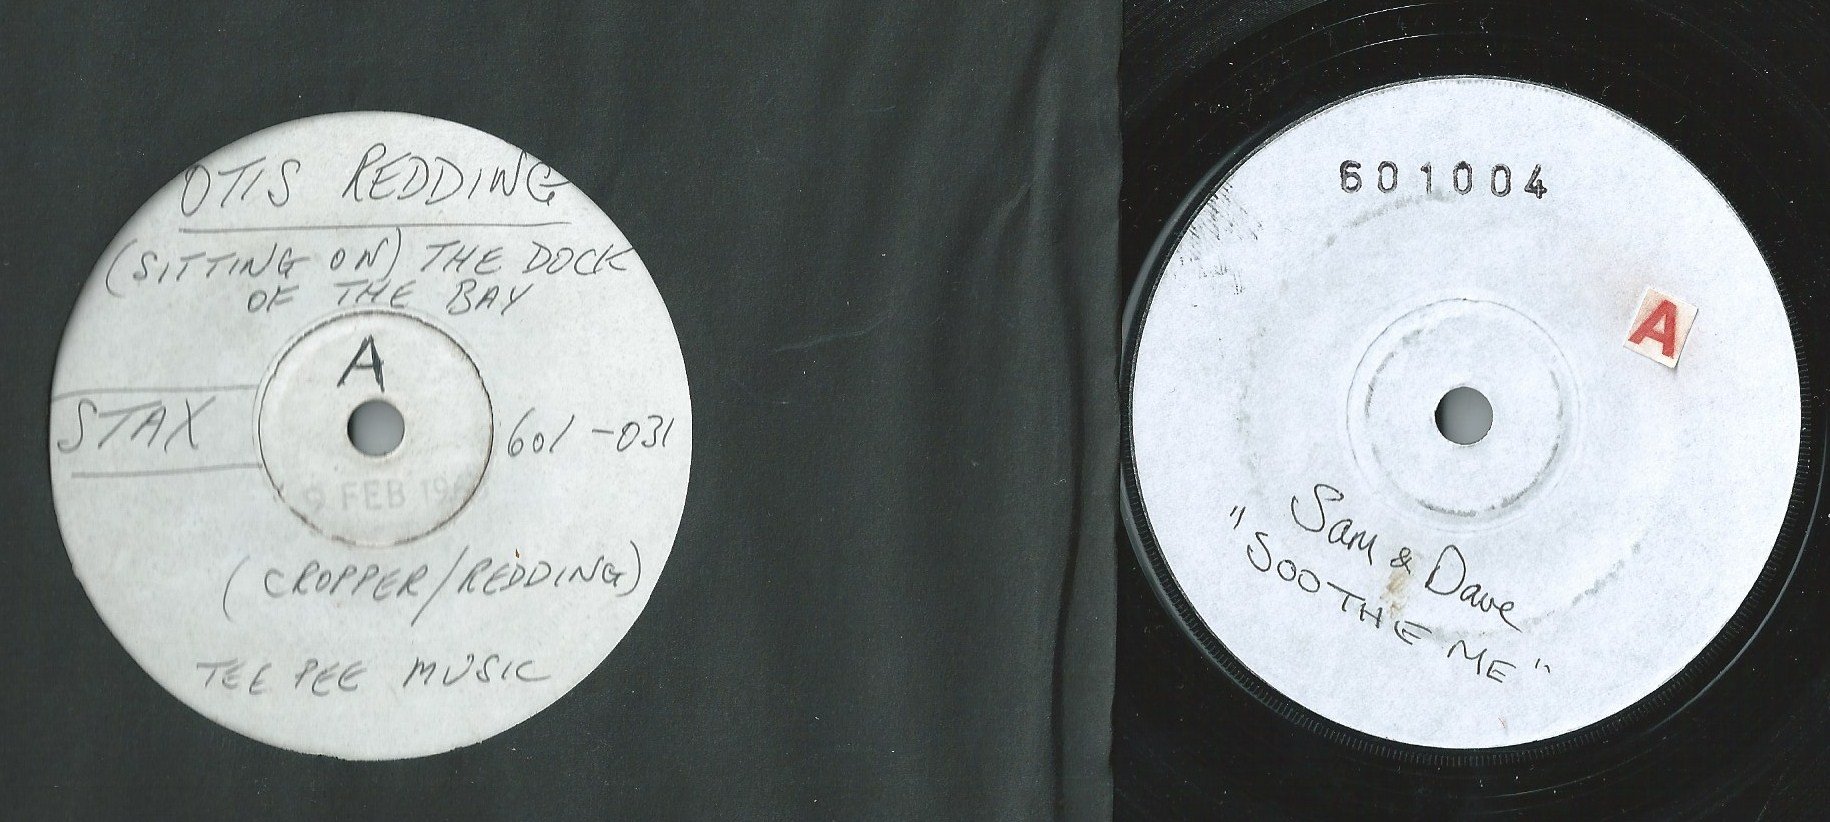 OTIS REDDING
(SITTING ON) THE DOCK
OF THE BAY
A
STAX 601-031
9 FEB
(CROPPER/REDDING)
TEE PEE MUSIC
601004
A
Sam & Dave
"SOOTHE ME"